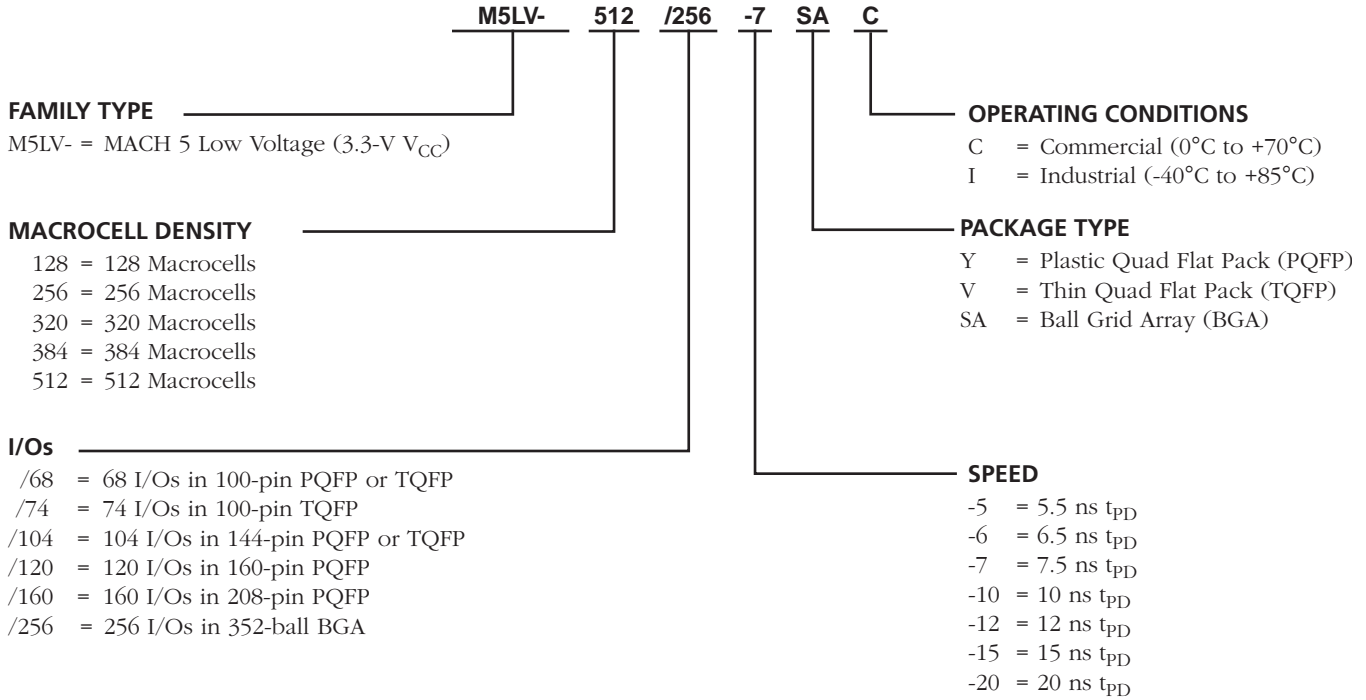 M5LV- 512 /256 -7 SA C
FAMILY TYPE
M5LV- = MACH 5 Low Voltage (3.3-V VCC)
MACROCELL DENSITY
128 = 128 Macrocells
256 = 256 Macrocells
320 = 320 Macrocells
384 = 384 Macrocells
512 = 512 Macrocells
I/Os
/68 = 68 I/Os in 100-pin PQFP or TQFP
/74 = 74 I/Os in 100-pin TQFP
/104 = 104 I/Os in 144-pin PQFP or TQFP
/120 = 120 I/Os in 160-pin PQFP
/160 = 160 I/Os in 208-pin PQFP
/256 = 256 I/Os in 352-ball BGA
OPERATING CONDITIONS
C = Commercial (0°C to +70°C)
I = Industrial (-40°C to +85°C)
PACKAGE TYPE
Y = Plastic Quad Flat Pack (PQFP)
V = Thin Quad Flat Pack (TQFP)
SA = Ball Grid Array (BGA)
SPEED
-5 = 5.5 ns tPD
-6 = 6.5 ns tPD
-7 = 7.5 ns tPD
-10 = 10 ns tPD
-12 = 12 ns tPD
-15 = 15 ns tPD
-20 = 20 ns tPD